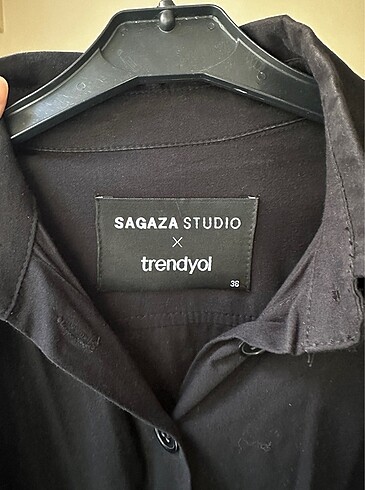 SAGAZA STUDIO
×
trendyol
36